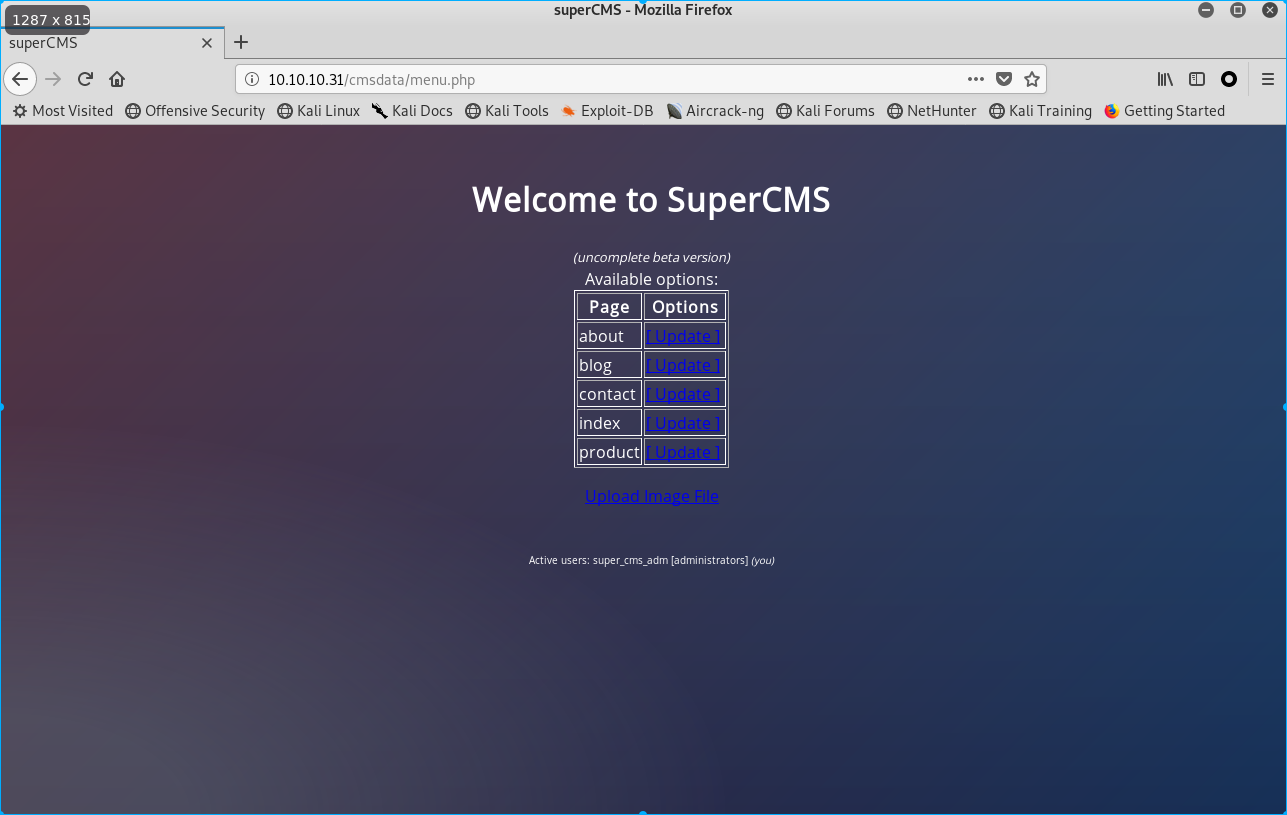 superCMS - Mozilla Firefox
1287 x 815
superCMS
10.10.10.31/cmsdata/menu.php
Most Visited Offensive Security Kali Linux Kali Docs Kali Tools Exploit-DB Aircrack-ng Kali Forums NetHunter Kali Training Getting Started
Welcome to SuperCMS
(uncomplete beta version)
Available options:
Page Options
about [ Update ]
blog [ Update ]
contact [ Update ]
index [ Update ]
product [ Update ]
Upload Image File
Active users: super_cms_adm [administrators] (you)